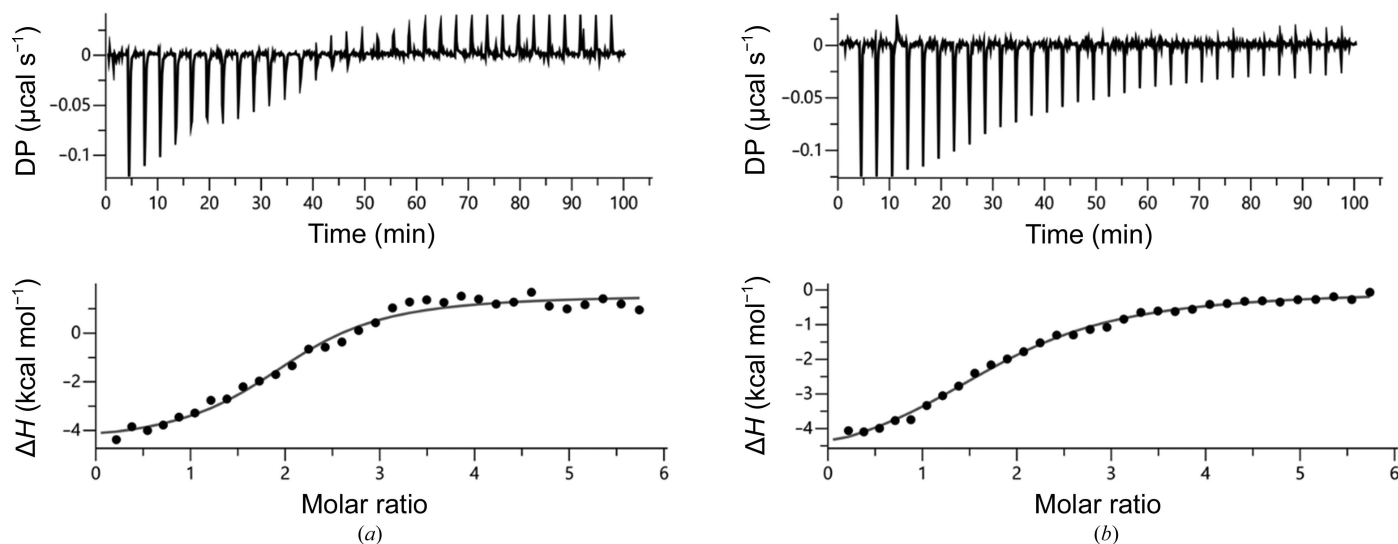 DP (μcal s⁻¹)
0
−0.05
−0.1
0 10 20 30 40 50 60 70 80 90 100
Time (min)
ΔH (kcal mol⁻¹)
0
−2
−4
0 1 2 3 4 5 6
Molar ratio
(a)
DP (μcal s⁻¹)
0
−0.05
−0.1
0 10 20 30 40 50 60 70 80 90 100
Time (min)
ΔH (kcal mol⁻¹)
0
−1
−2
−3
−4
0 1 2 3 4 5 6
Molar ratio
(b)